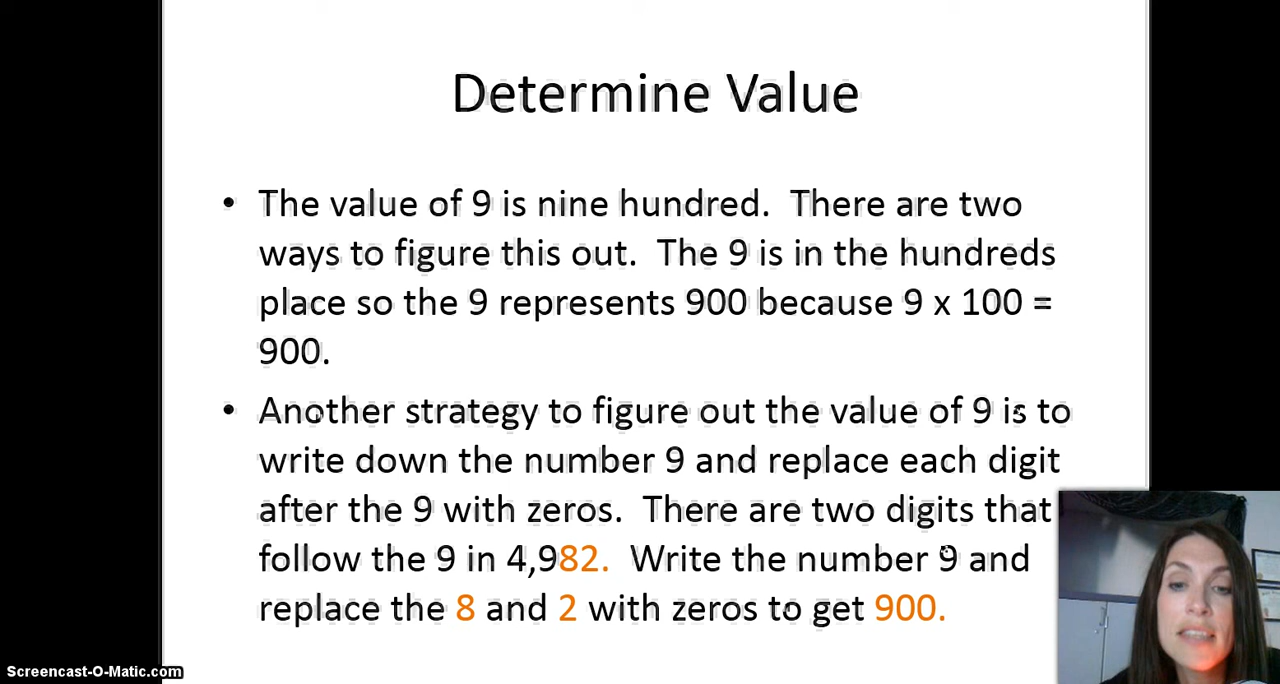 Determine Value
• The value of 9 is nine hundred.  There are two
ways to figure this out.  The 9 is in the hundreds
place so the 9 represents 900 because 9 x 100 =
900.
• Another strategy to figure out the value of 9 is to
write down the number 9 and replace each digit
after the 9 with zeros.  There are two digits that
follow the 9 in 4,982.  Write the number 9 and
replace the 8 and 2 with zeros to get 900.
Screencast-O-Matic.com